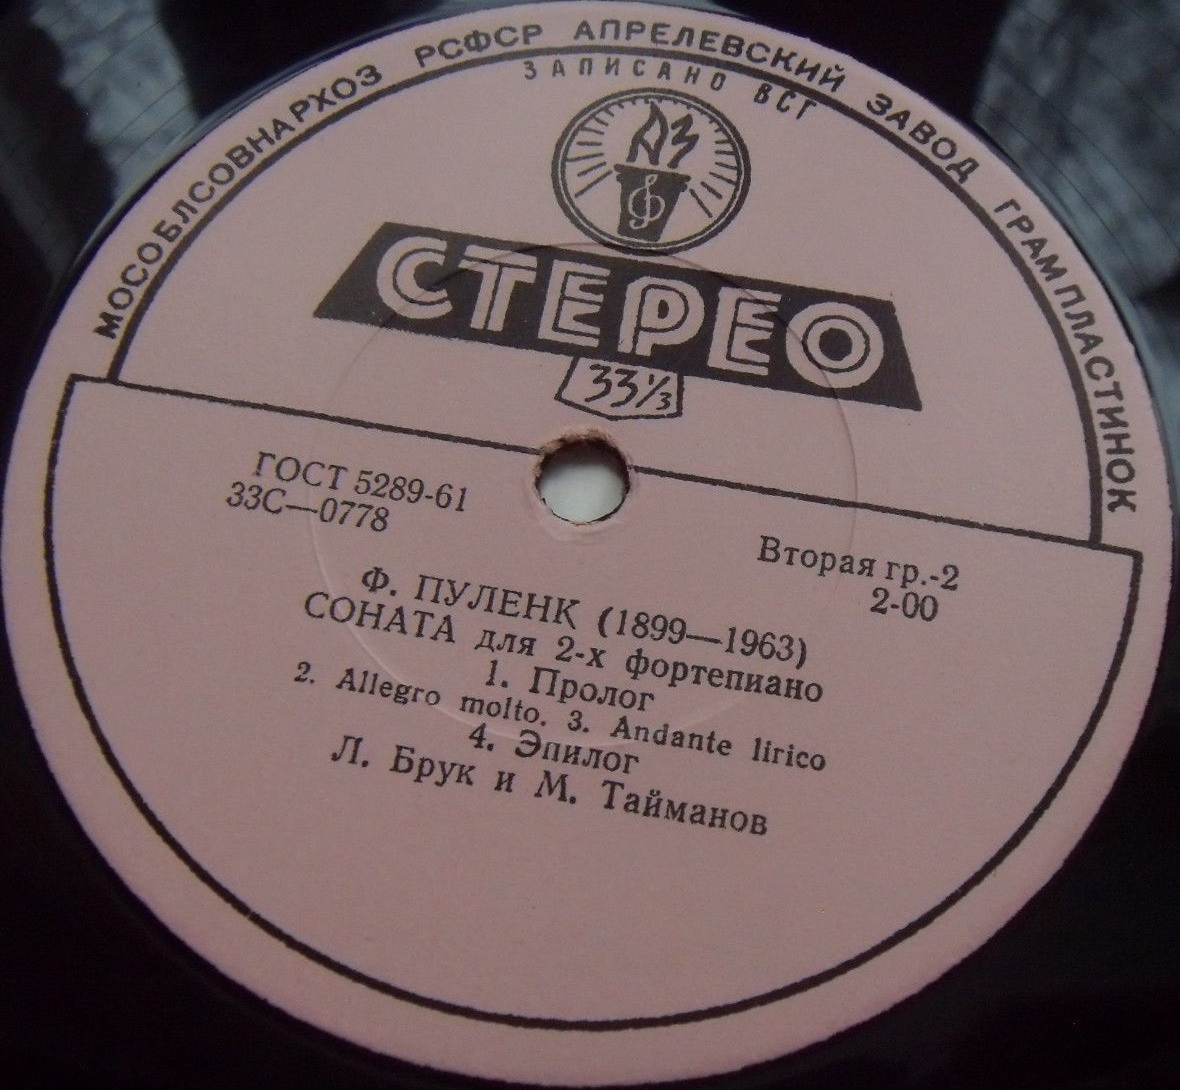 МОСОБЛСОВНАРХОЗ РСФСР АПРЕЛЕВСКИЙ ЗАВОД ГРАМПЛАСТИНОК
ЗАПИСАНО ВСГ
АЗ
СТЕРЕО
33⅓
ГОСТ 5289-61
33С—0778
Вторая гр.-2
2-00
Ф. ПУЛЕНК (1899—1963)
СОНАТА для 2-х фортепиано
1. Пролог
2. Allegro molto. 3. Andante lirico
4. Эпилог
Л. Брук и М. Тайманов